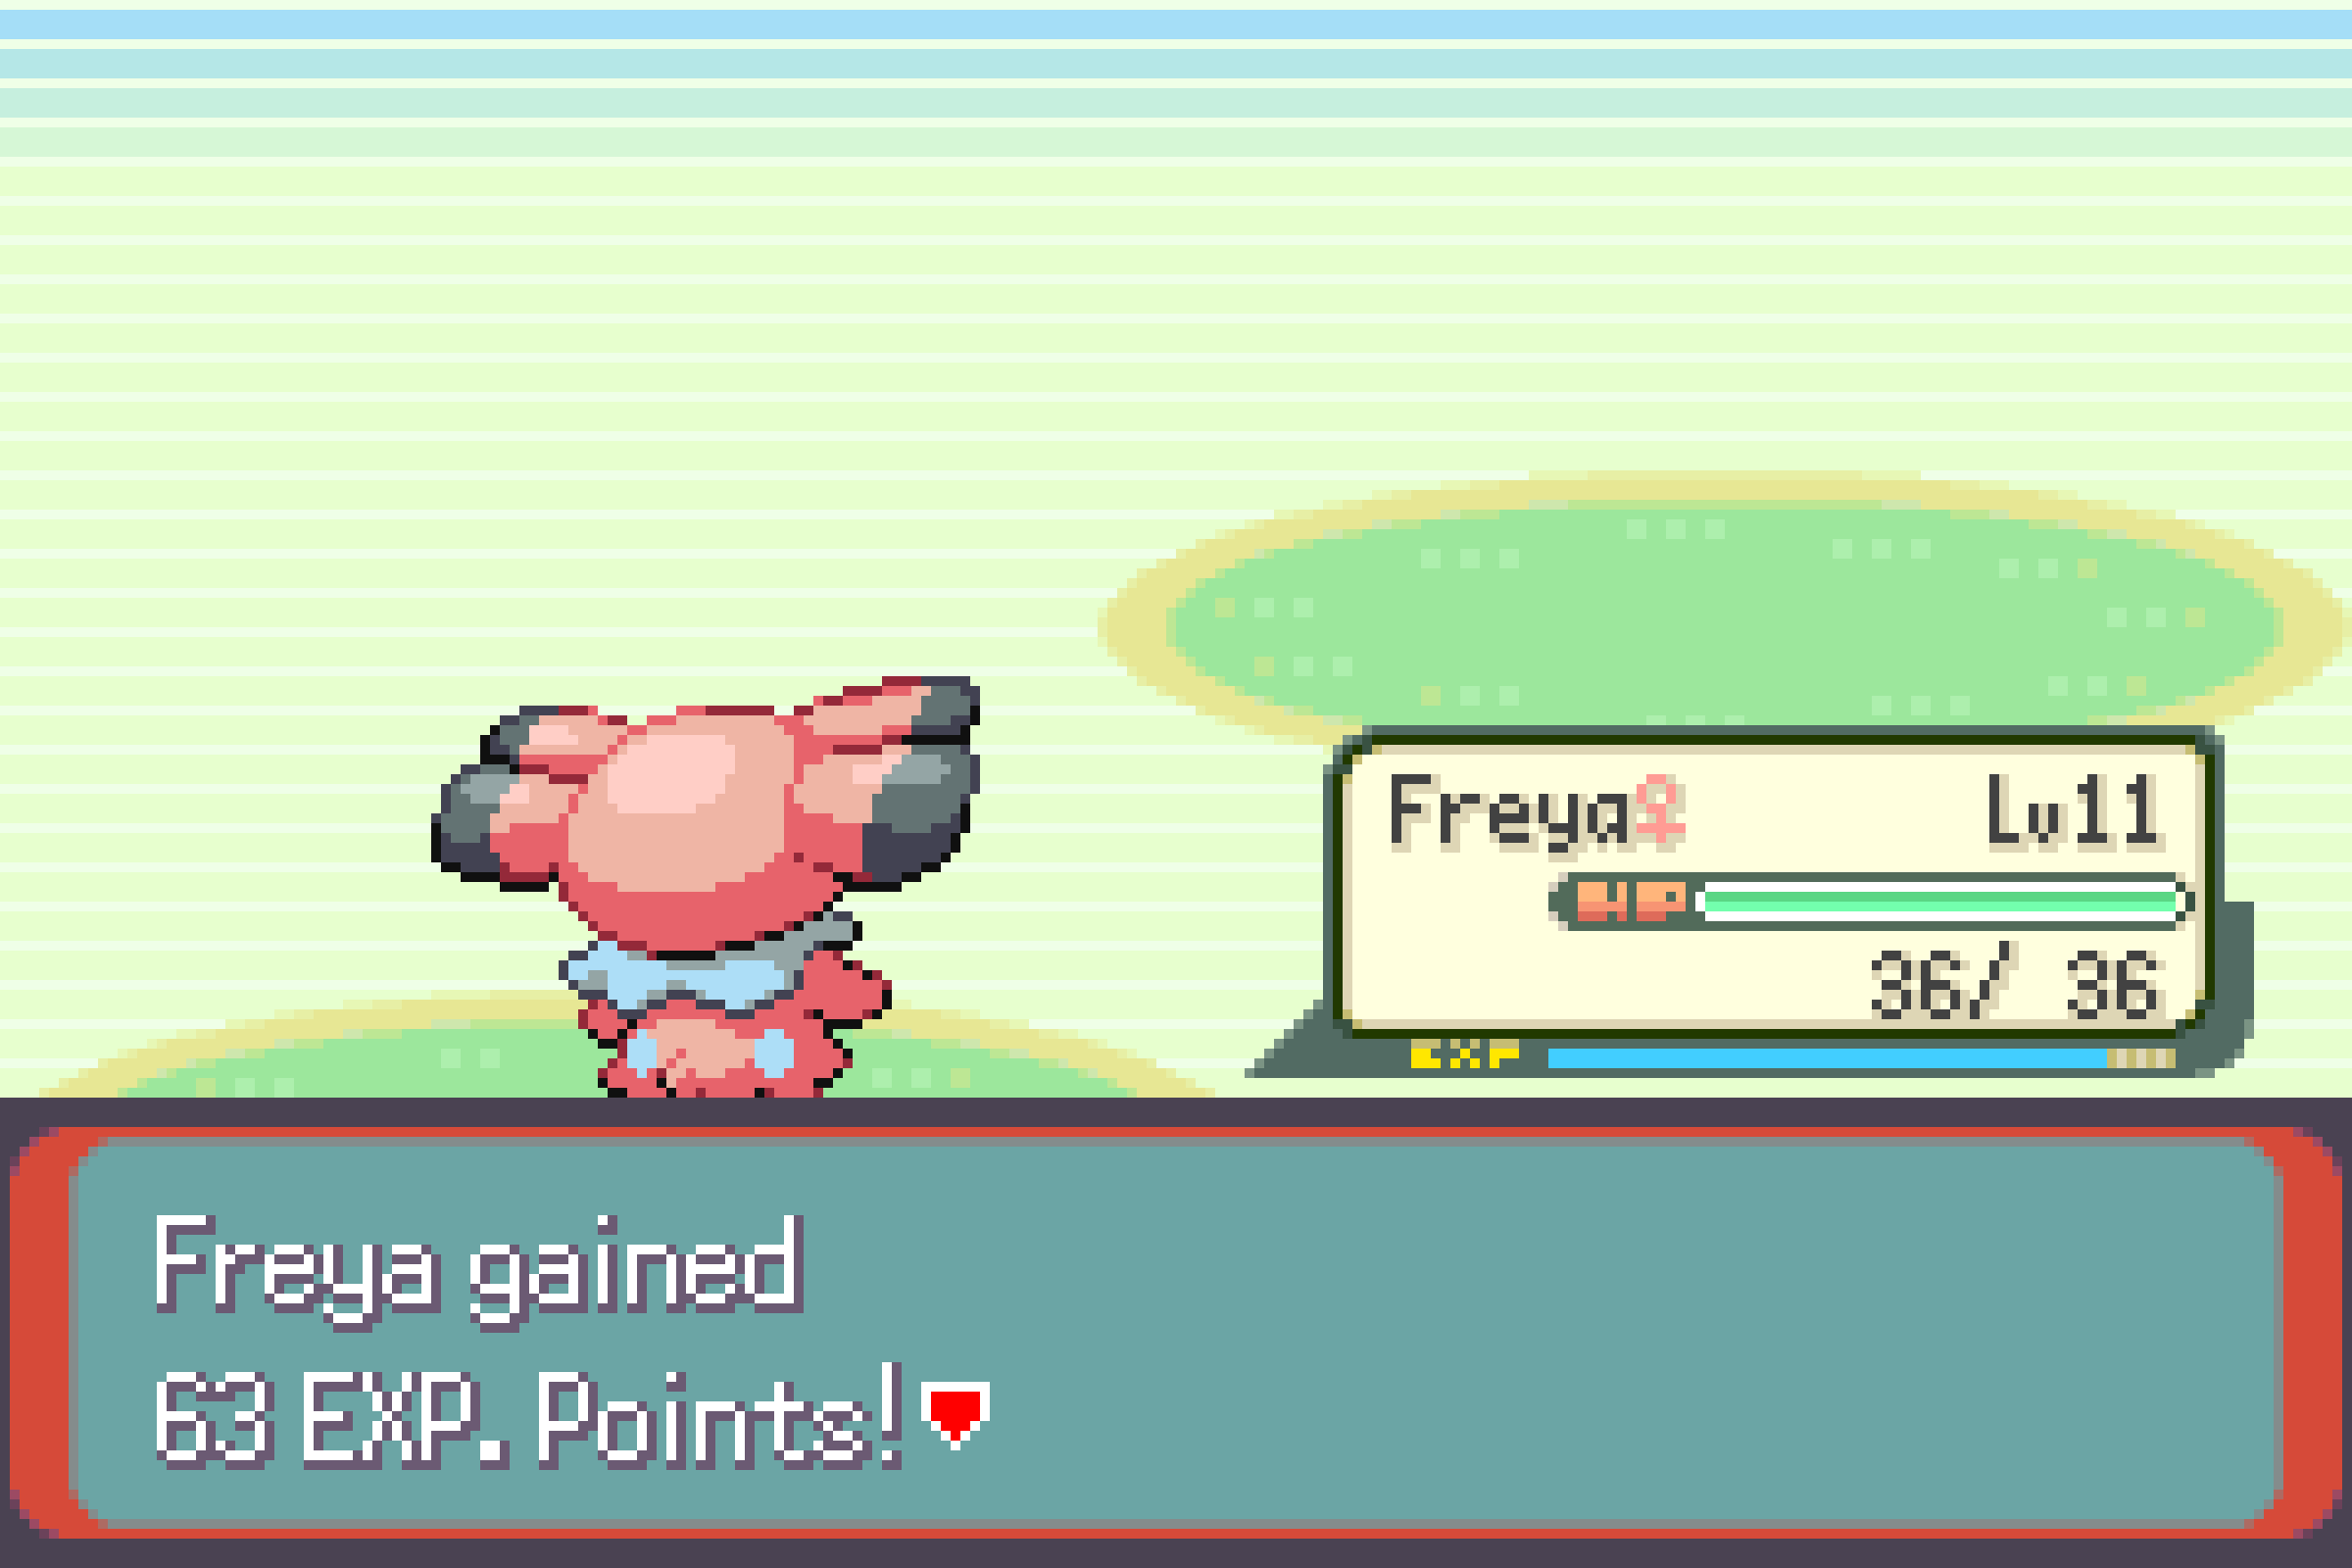 Freya♀ Lv11
HP
36/ 36
EXP
Freya gained
63 EXP. Points!